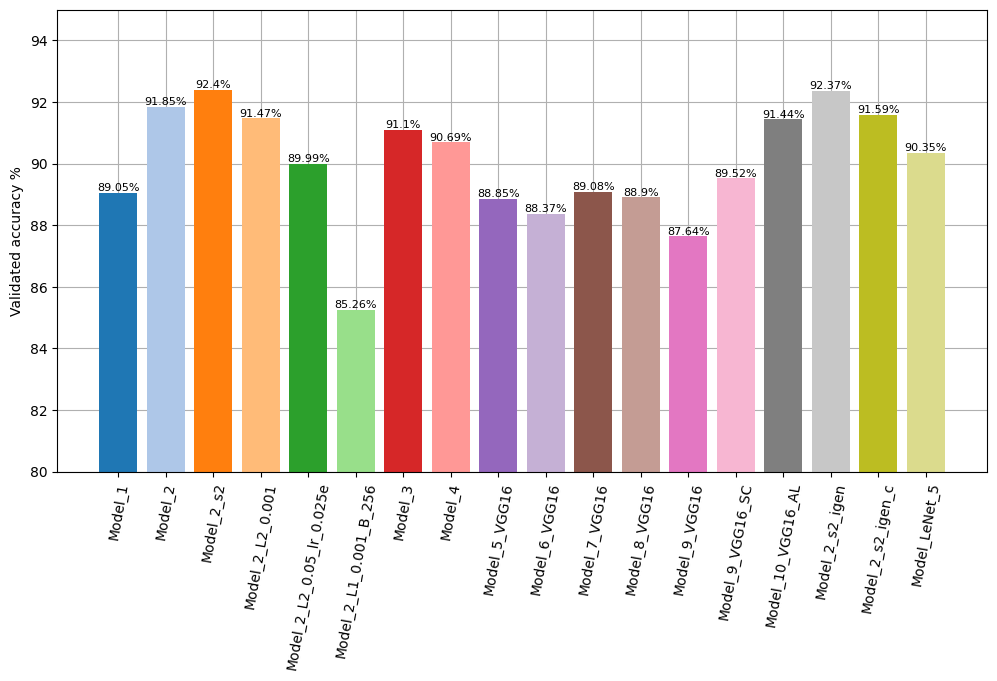 Validated accuracy %
94
92
90
88
86
84
82
80
89.05%
91.85%
92.4%
91.47%
89.99%
85.26%
91.1%
90.69%
88.85%
88.37%
89.08%
88.9%
87.64%
89.52%
91.44%
92.37%
91.59%
90.35%
Model_1
Model_2
Model_2_s2
Model_2_L2_0.001
Model_2_L2_0.05_lr_0.025e
Model_2_L1_0.001_B_256
Model_3
Model_4
Model_5_VGG16
Model_6_VGG16
Model_7_VGG16
Model_8_VGG16
Model_9_VGG16
Model_9_VGG16_SC
Model_10_VGG16_AL
Model_2_s2_igen
Model_2_s2_igen_c
Model_LeNet_5